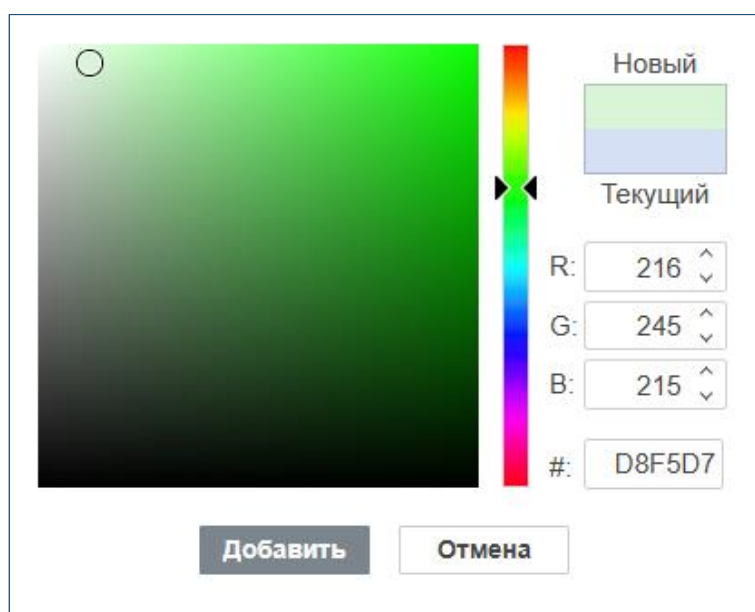 Новый
Текущий
R: 216
G: 245
B: 215
#: D8F5D7
Добавить Отмена